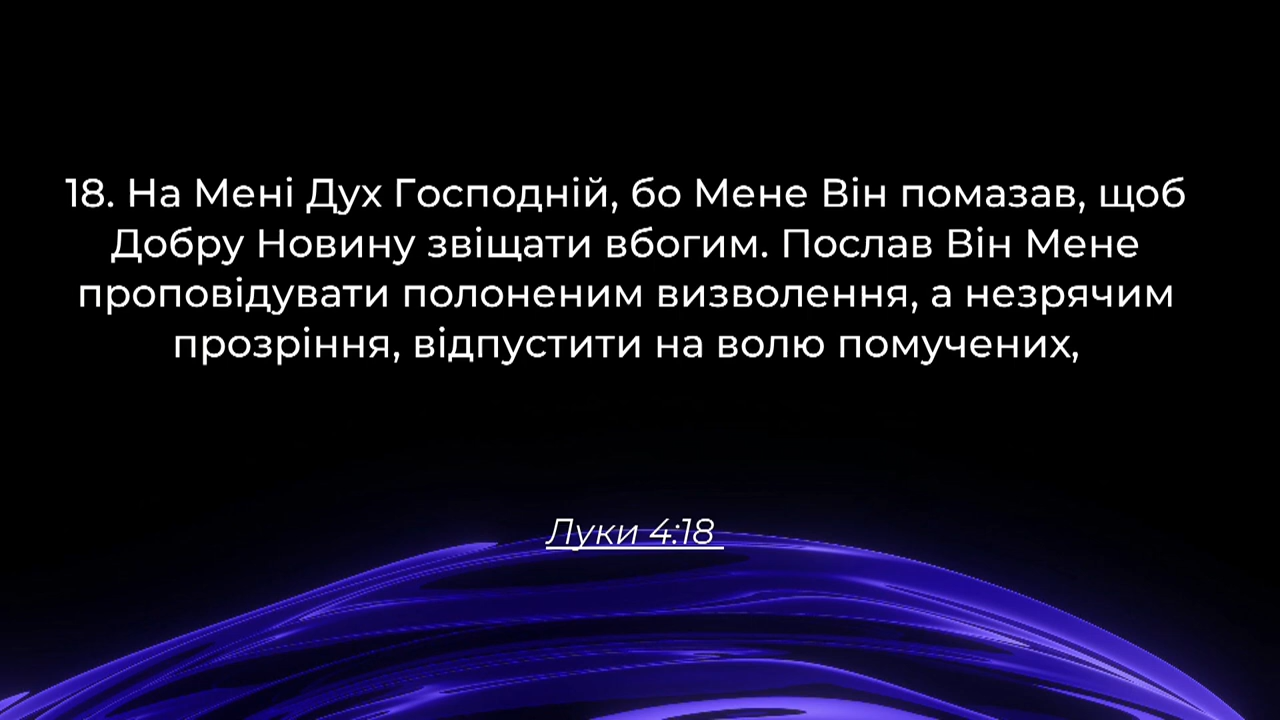 18. На Мені Дух Господній, бо Мене Він помазав, щоб
Добру Новину звіщати вбогим. Послав Він Мене
проповідувати полоненим визволення, а незрячим
прозріння, відпустити на волю помучених,
Луки 4:18